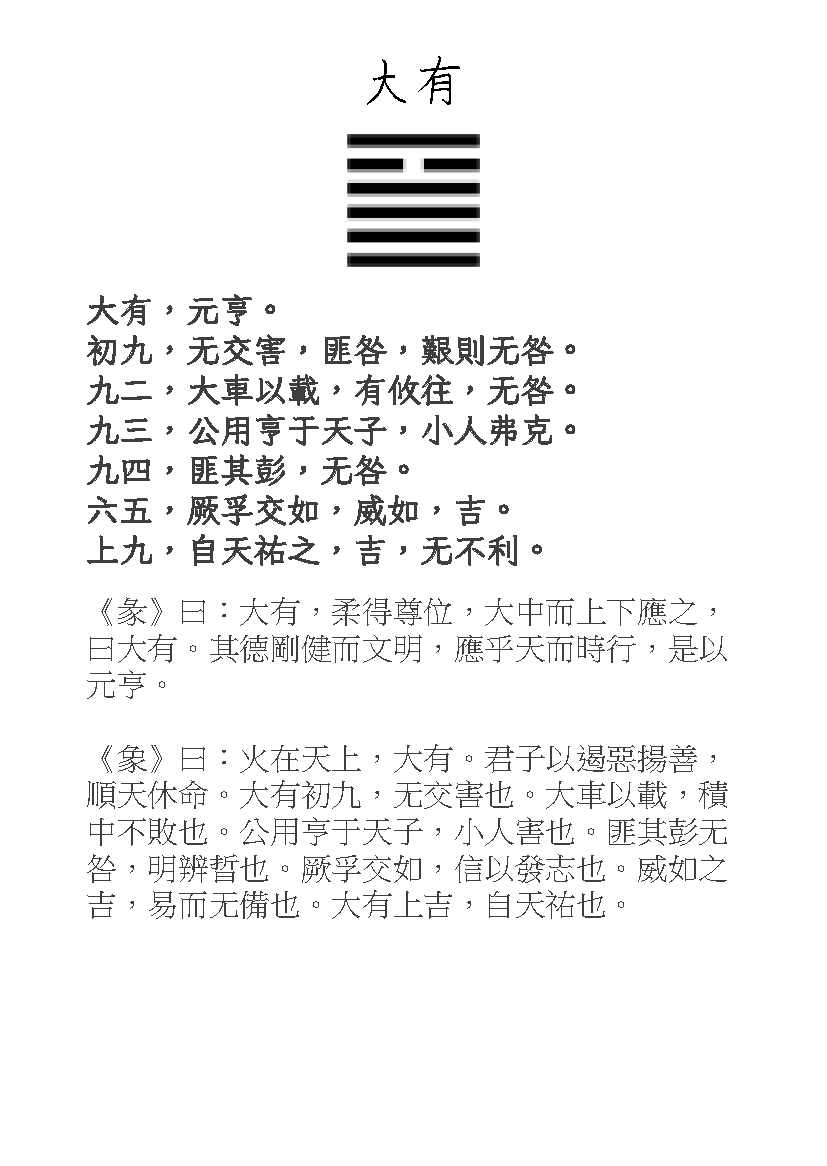 大有
大有，元亨。
初九，无交害，匪咎，艱則无咎。
九二，大車以載，有攸往，无咎。
九三，公用亨于天子，小人弗克。
九四，匪其彭，无咎。
六五，厥孚交如，威如，吉。
上九，自天祐之，吉，无不利。
《彖》曰：大有，柔得尊位，大中而上下應之，
曰大有。其德剛健而文明，應乎天而時行，是以
元亨。
《象》曰：火在天上，大有。君子以遏惡揚善，
順天休命。大有初九，无交害也。大車以載，積
中不敗也。公用亨于天子，小人害也。匪其彭无
咎，明辨晢也。厥孚交如，信以發志也。威如之
吉，易而无備也。大有上吉，自天祐也。